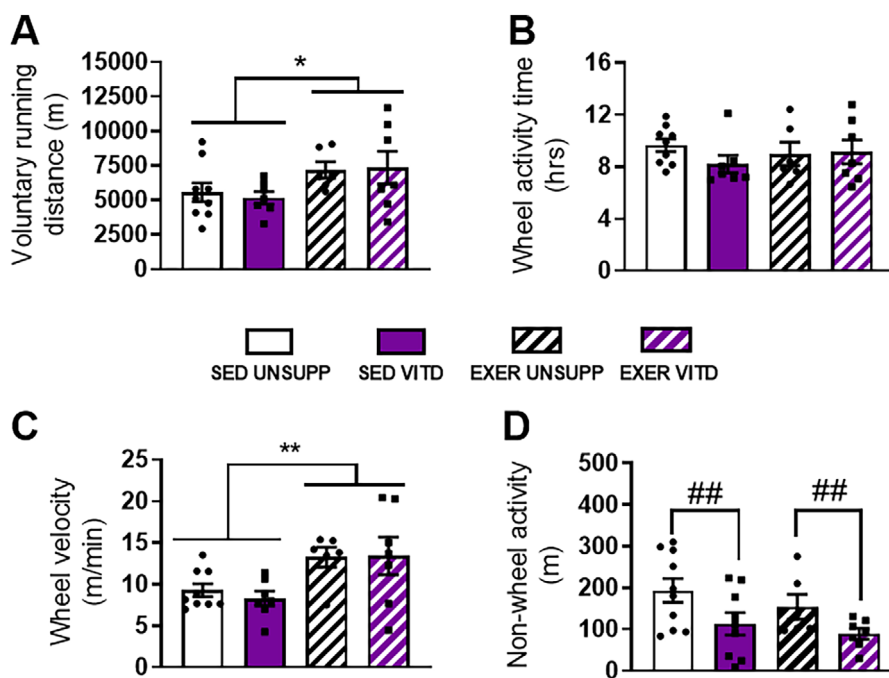 A
Voluntary running
distance (m)
15000
12500
10000
7500
5000
2500
0
*
B
Wheel activity time
(hrs)
16
12
8
4
0
SED UNSUPP
SED VITD
EXER UNSUPP
EXER VITD
C
Wheel velocity
(m/min)
25
20
15
10
5
0
**
D
Non-wheel activity
(m)
500
400
300
200
100
0
##
##